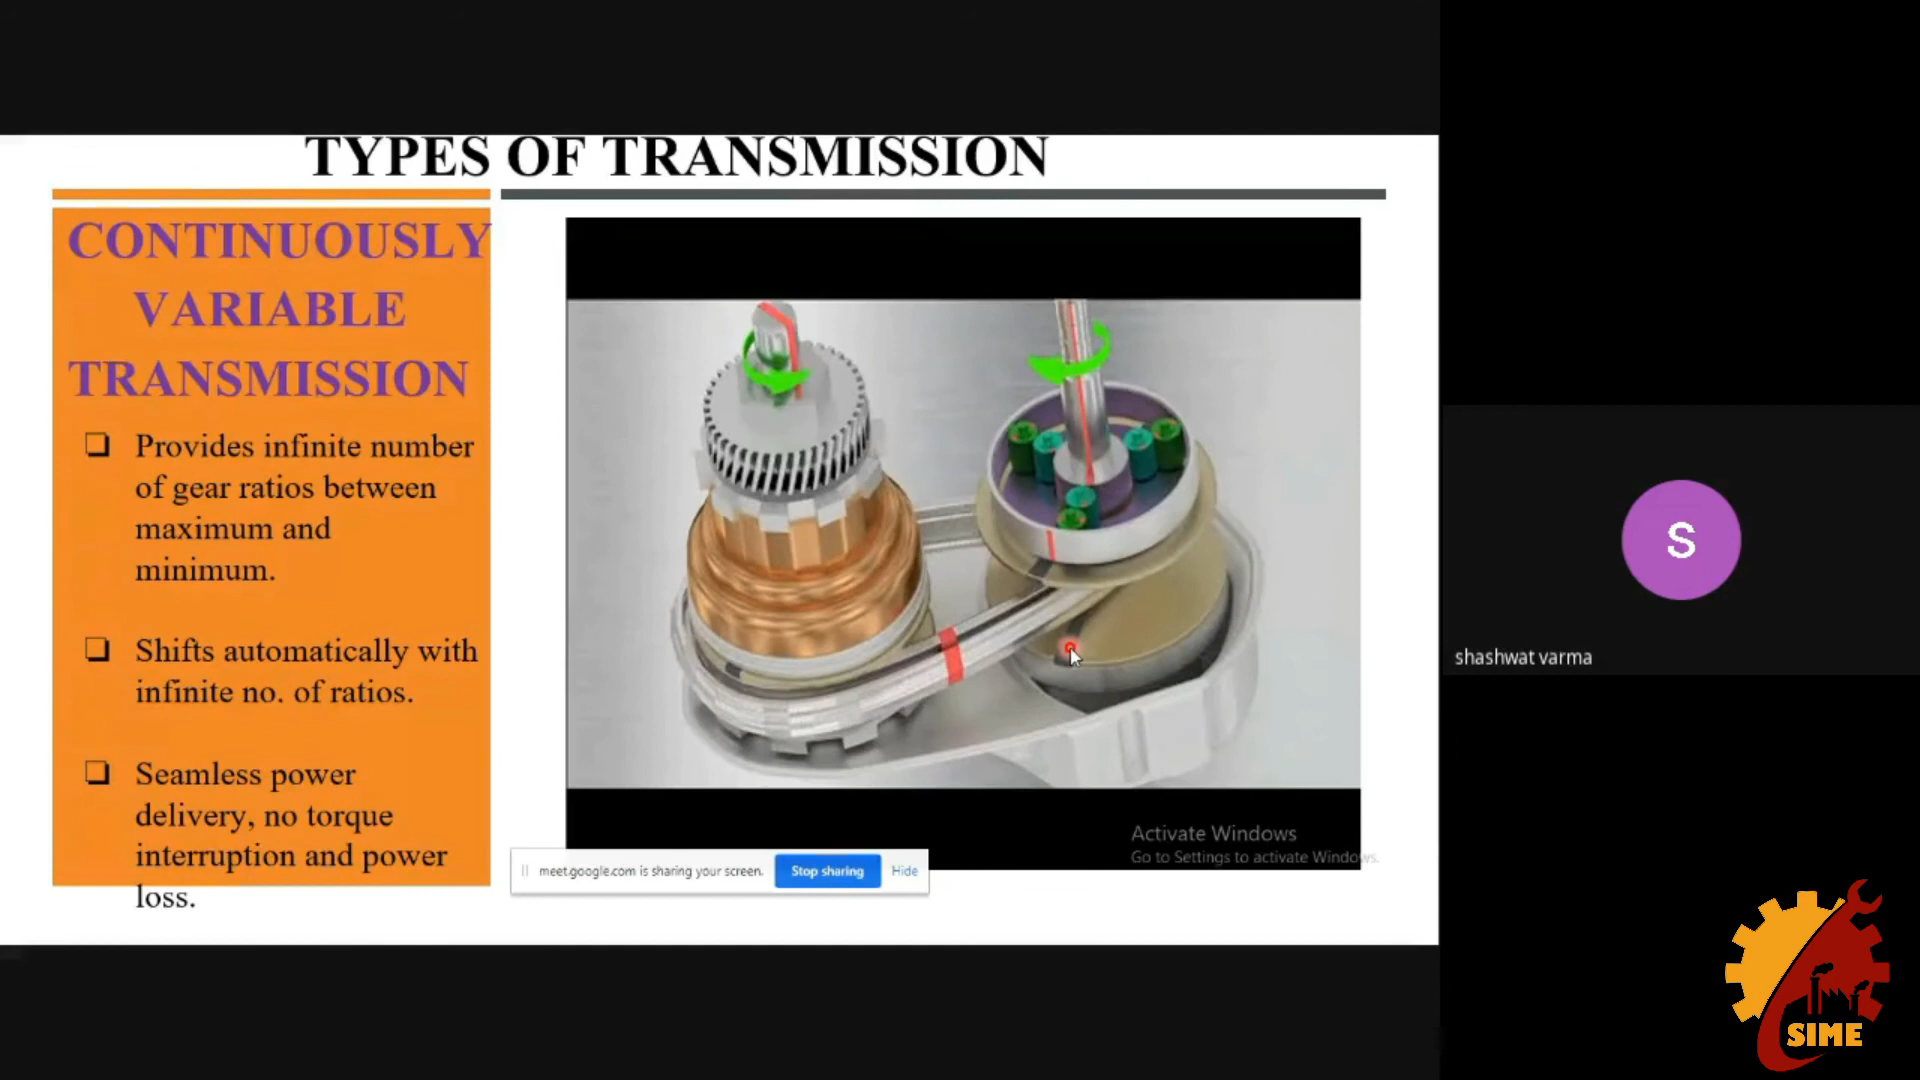 TYPES OF TRANSMISSION
CONTINUOUSLY
VARIABLE
TRANSMISSION
❑ Provides infinite number
of gear ratios between
maximum and
minimum.
❑ Shifts automatically with
infinite no. of ratios.
❑ Seamless power
delivery, no torque
interruption and power
loss.
Activate Windows
Go to Settings to activate Windows.
meet.google.com is sharing your screen. Stop sharing Hide
S
shashwat varma
SIME